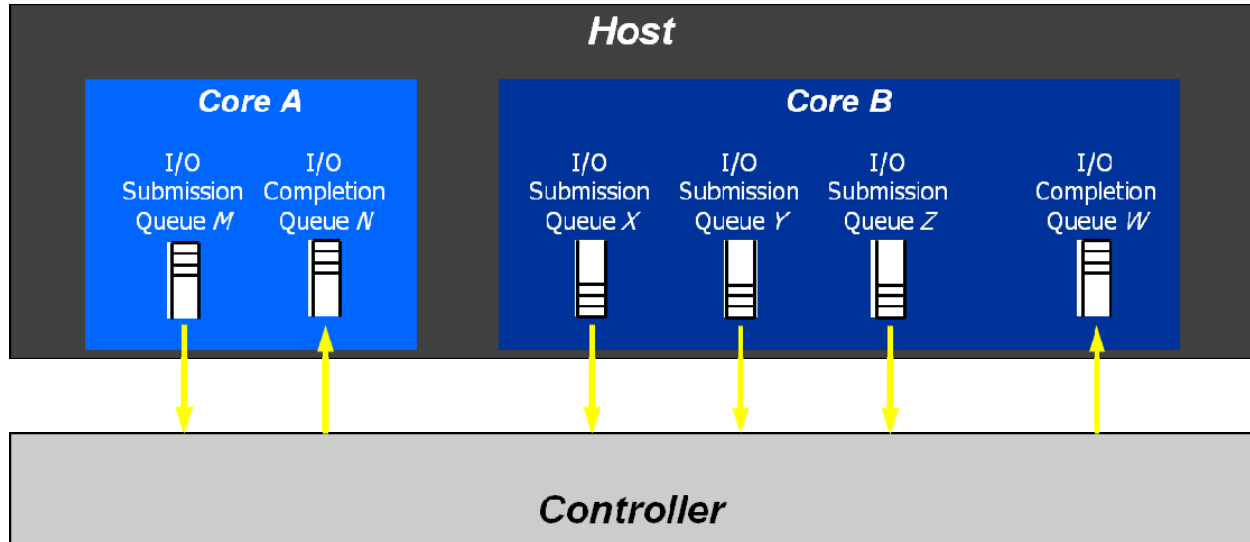 Host
Core A
I/O
Submission
Queue M
I/O
Completion
Queue N
Core B
I/O
Submission
Queue X
I/O
Submission
Queue Y
I/O
Submission
Queue Z
I/O
Completion
Queue W
Controller